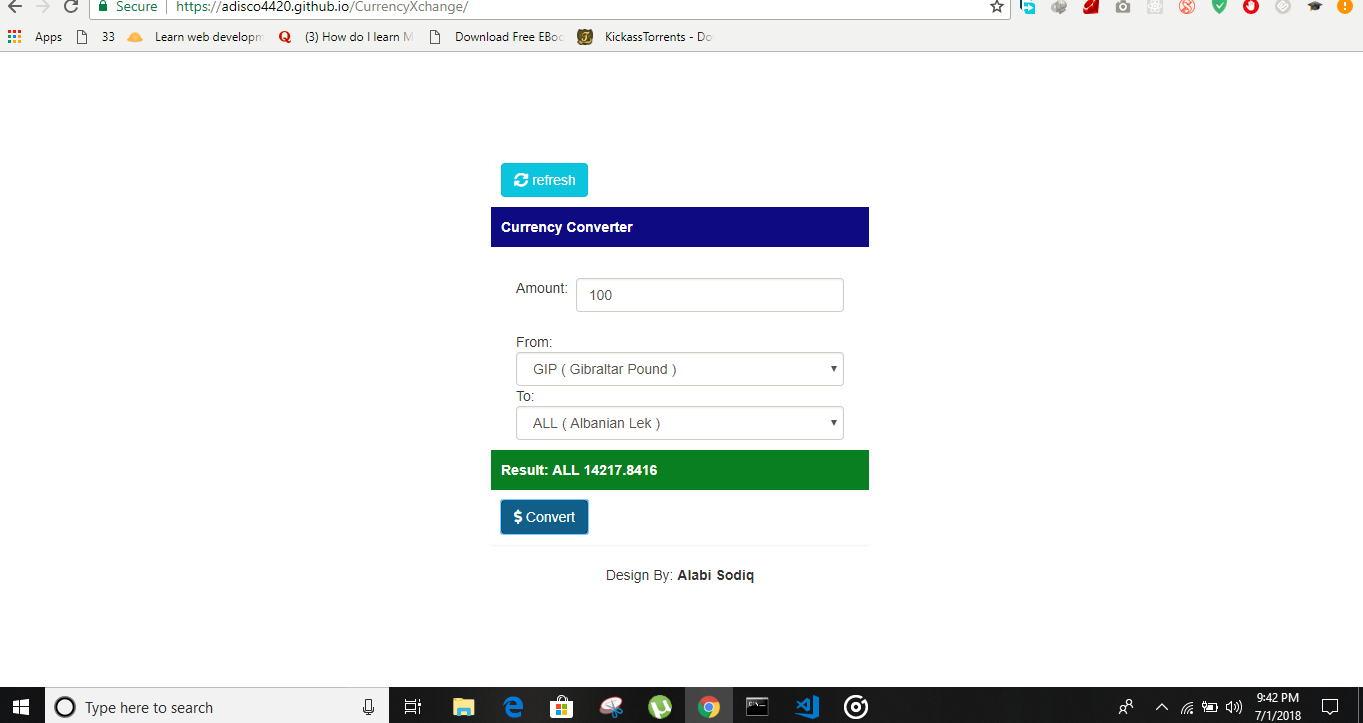 Secure https://adisco4420.github.io/CurrencyXchange/
Apps 33 Learn web developm (3) How do I learn M Download Free EBoo KickassTorrents - Do
refresh
Currency Converter
Amount: 100
From:
GIP ( Gibraltar Pound )
To:
ALL ( Albanian Lek )
Result: ALL 14217.8416
$ Convert
Design By: Alabi Sodiq
Type here to search
9:42 PM
7/1/2018